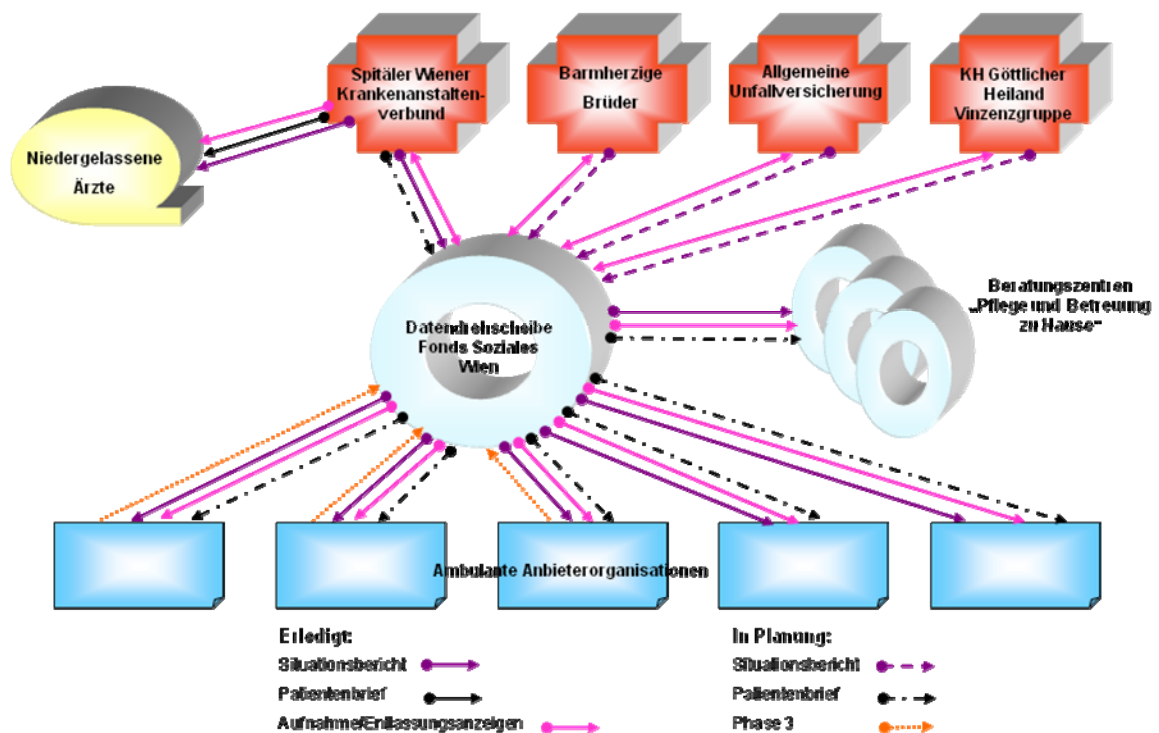 Spitäler Wiener
Krankenanstalten-
verbund
Barmherzige
Brüder
Allgemeine
Unfallversicherung
KH Göttlicher
Heiland
Vinzenzgruppe
Niedergelassene
Ärzte
Datendrehscheibe
Fonds Soziales
Wien
Beratungszentren
„Pflege und Betreuung
zu Hause“
Ambulante Anbieterorganisationen
Erledigt:
Situationsbericht
Patientenbrief
Aufnahme/Entlassungsanzeigen
In Planung:
Situationsbericht
Patientenbrief
Phase 3